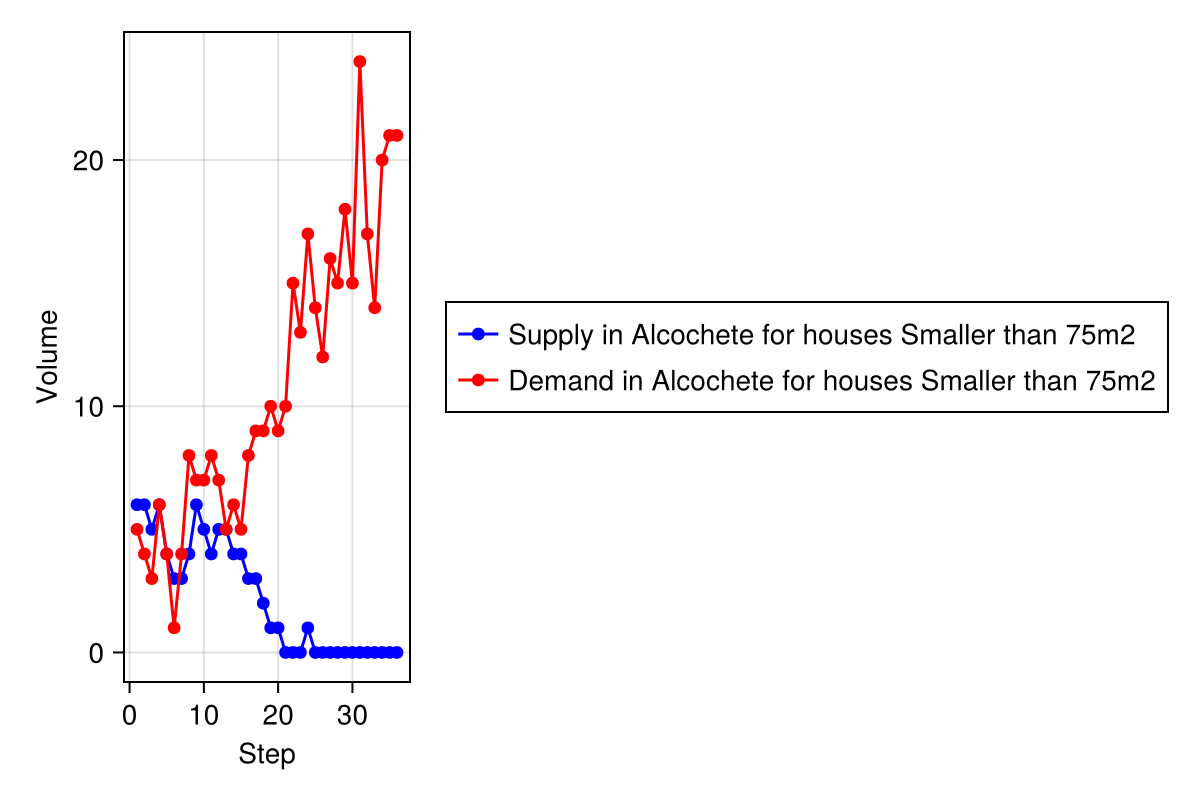 Volume
20
10
0
0 10 20 30
Step
Supply in Alcochete for houses Smaller than 75m2
Demand in Alcochete for houses Smaller than 75m2